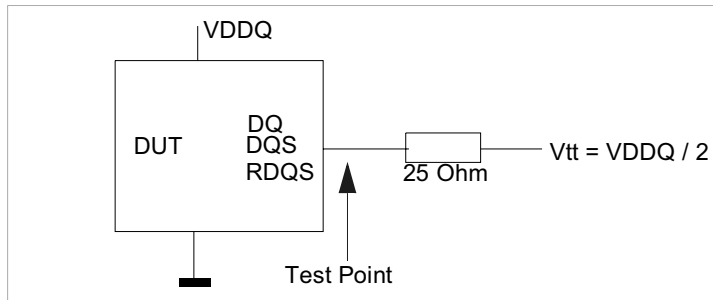 VDDQ
DUT
DQ
DQS
RDQS
25 Ohm
Vtt = VDDQ / 2
Test Point